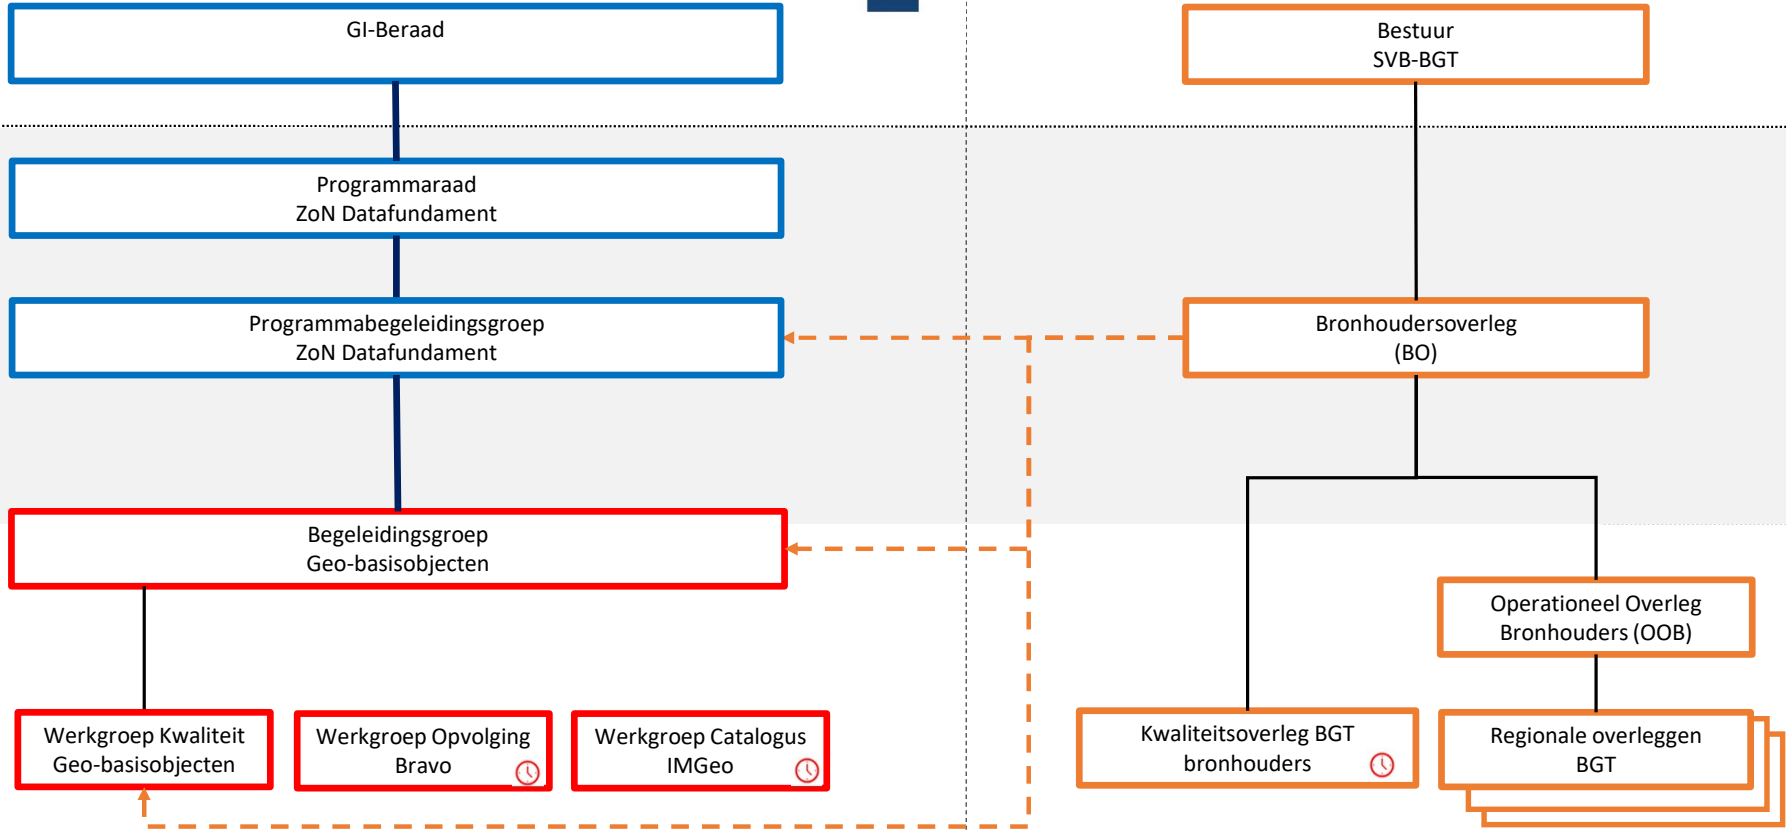 GI-Beraad
Bestuur
SVB-BGT
Programmaraad
ZoN Datafundament
Programmabegeleidingsgroep
ZoN Datafundament
Bronhoudersoverleg
(BO)
Begeleidingsgroep
Geo-basisobjecten
Operationeel Overleg
Bronhouders (OOB)
Werkgroep Kwaliteit
Geo-basisobjecten
Werkgroep Opvolging
Bravo
Werkgroep Catalogus
IMGeo
Kwaliteitsoverleg BGT
bronhouders
Regionale overleggen
BGT